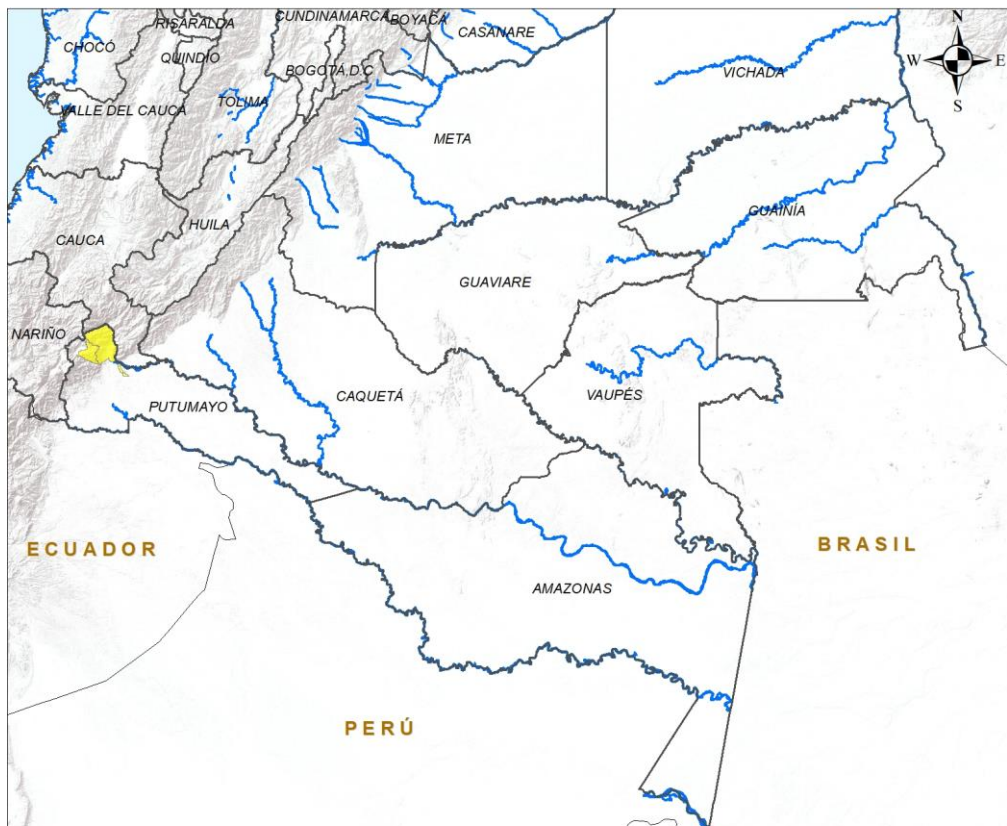 CUNDINAMARCA
BOYACÁ
RISARALDA
CASANARE
CHOCÓ
N
QUINDIO
W
E
BOGOTÁ.D.C
VICHADA
S
TOLIMA
VALLE DEL CAUCA
META
GUAINÍA
HUILA
CAUCA
GUAVIARE
NARIÑO
CAQUETÁ
VAUPÉS
PUTUMAYO
ECUADOR
BRASIL
AMAZONAS
PERÚ